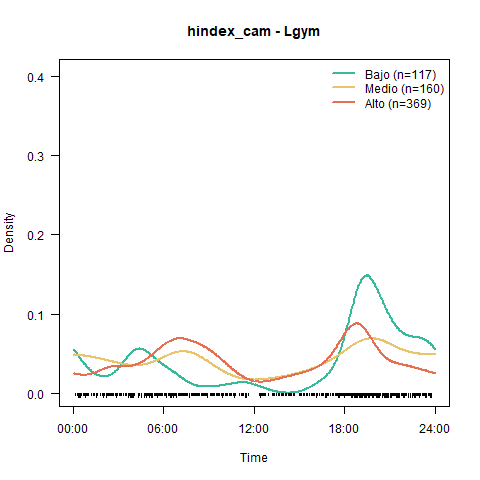 hindex_cam - Lgym
Bajo (n=117)
Medio (n=160)
Alto (n=369)
Density
0.4
0.3
0.2
0.1
0.0
00:00 06:00 12:00 18:00 24:00
Time